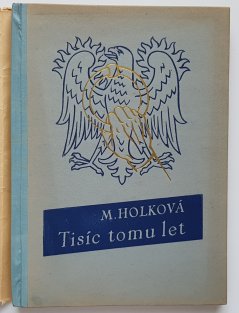 M. HOLKOVÁ
Tisíc tomu let